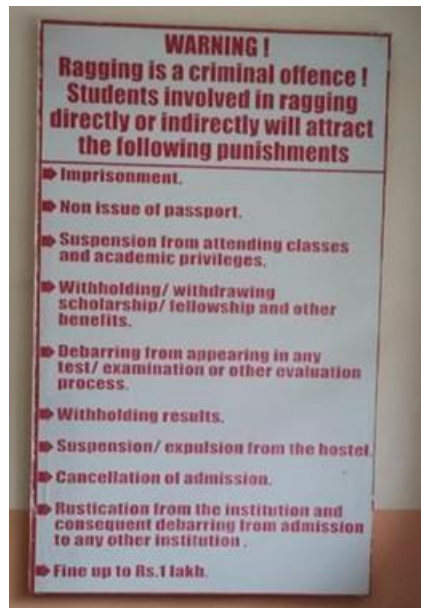 WARNING !
Ragging is a criminal offence !
Students involved in ragging
directly or indirectly will attract
the following punishments
Imprisonment.
Non issue of passport.
Suspension from attending classes
and academic privileges.
Withholding/ withdrawing
scholarship/ fellowship and other
benefits.
Debarring from appearing in any
test/ examination or other evaluation
process.
Withholding results.
Suspension/ expulsion from the hostel.
Cancellation of admission.
Rustication from the institution and
consequent debarring from admission
to any other institution .
Fine up to Rs.1 lakh.